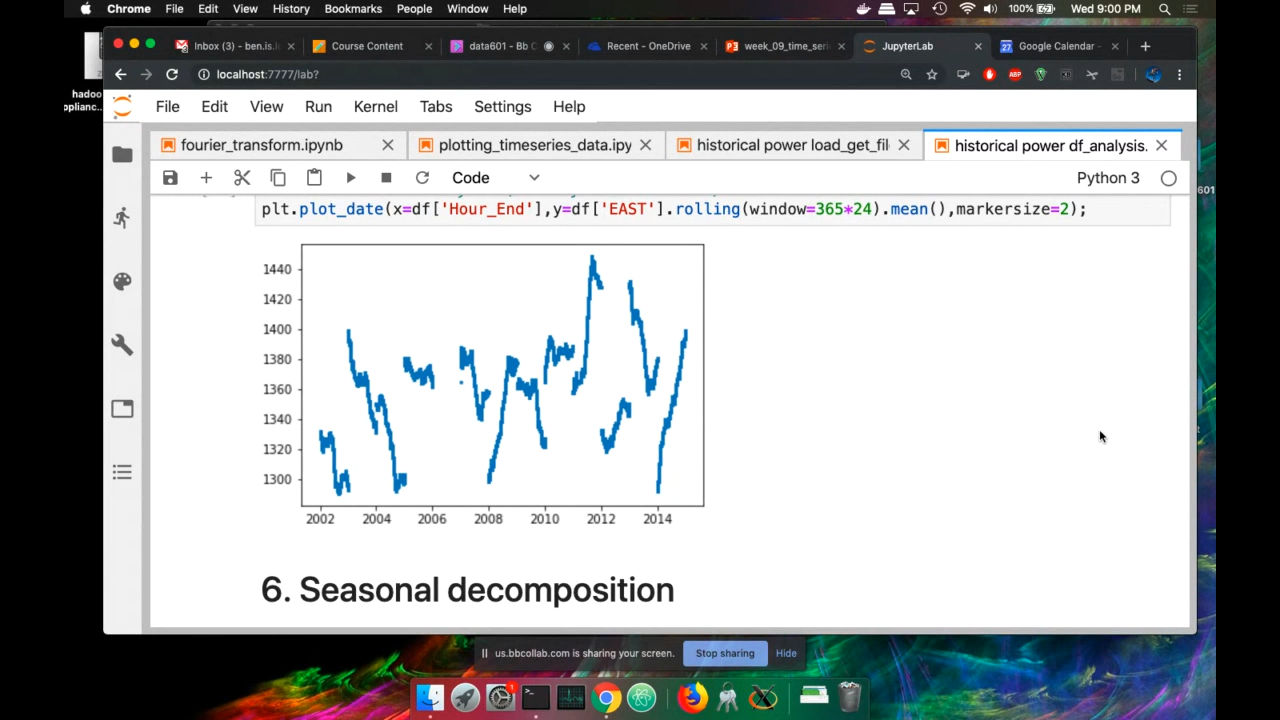 Chrome File Edit View History Bookmarks People Window Help 100% Wed 9:00 PM
Inbox (3) - ben.is.lo Course Content data601 - Bb C Recent - OneDrive week_09_time_seri JupyterLab Google Calendar -
localhost:7777/lab?
hadoo
pplianc...
File Edit View Run Kernel Tabs Settings Help
fourier_transform.ipynb plotting_timeseries_data.ipy historical power load_get_fil historical power df_analysis.
Code Python 3
601
plt.plot_date(x=df['Hour_End'],y=df['EAST'].rolling(window=365*24).mean(),markersize=2);
1440
1420
1400
1380
1360
1340
1320
1300
2002 2004 2006 2008 2010 2012 2014
6. Seasonal decomposition
us.bbcollab.com is sharing your screen. Stop sharing Hide